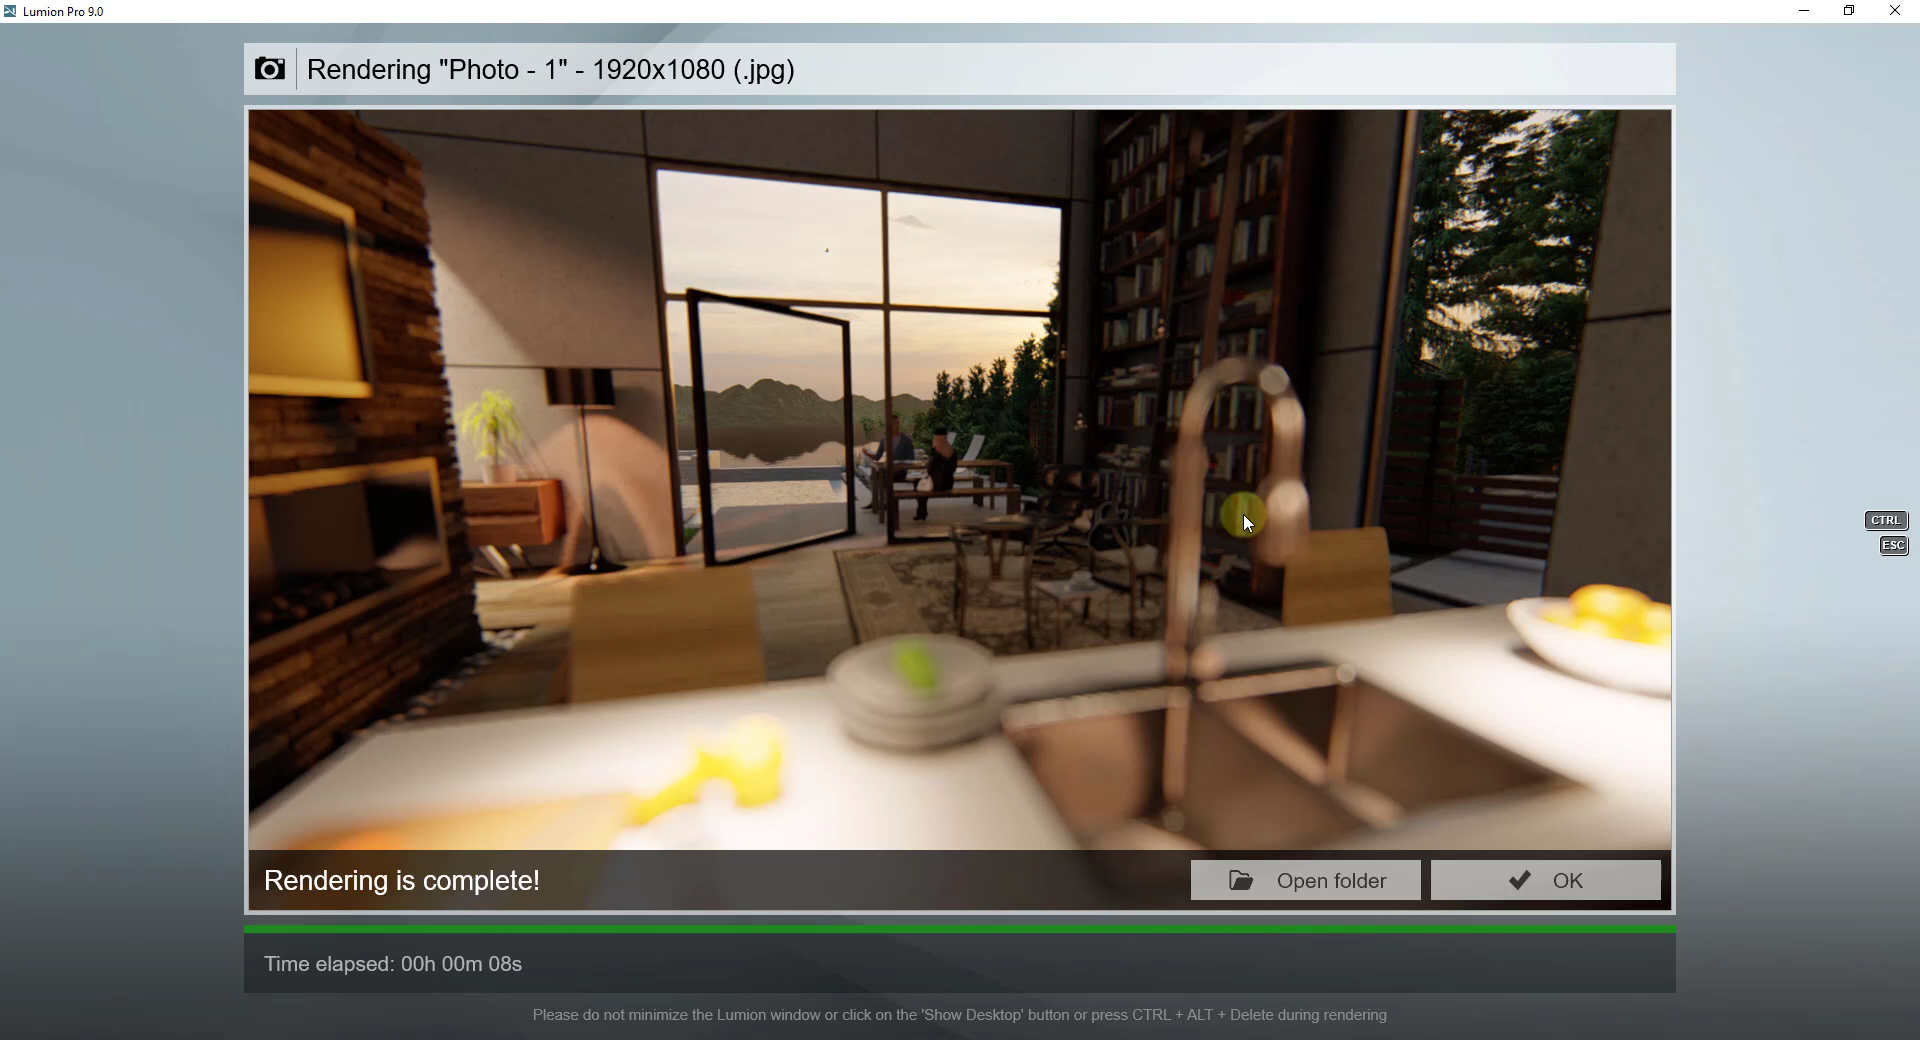 Lumion Pro 9.0
Rendering "Photo - 1" - 1920x1080 (.jpg)
CTRL
ESC
Rendering is complete!
Open folder
OK
Time elapsed: 00h 00m 08s
Please do not minimize the Lumion window or click on the 'Show Desktop' button or press CTRL + ALT + Delete during rendering